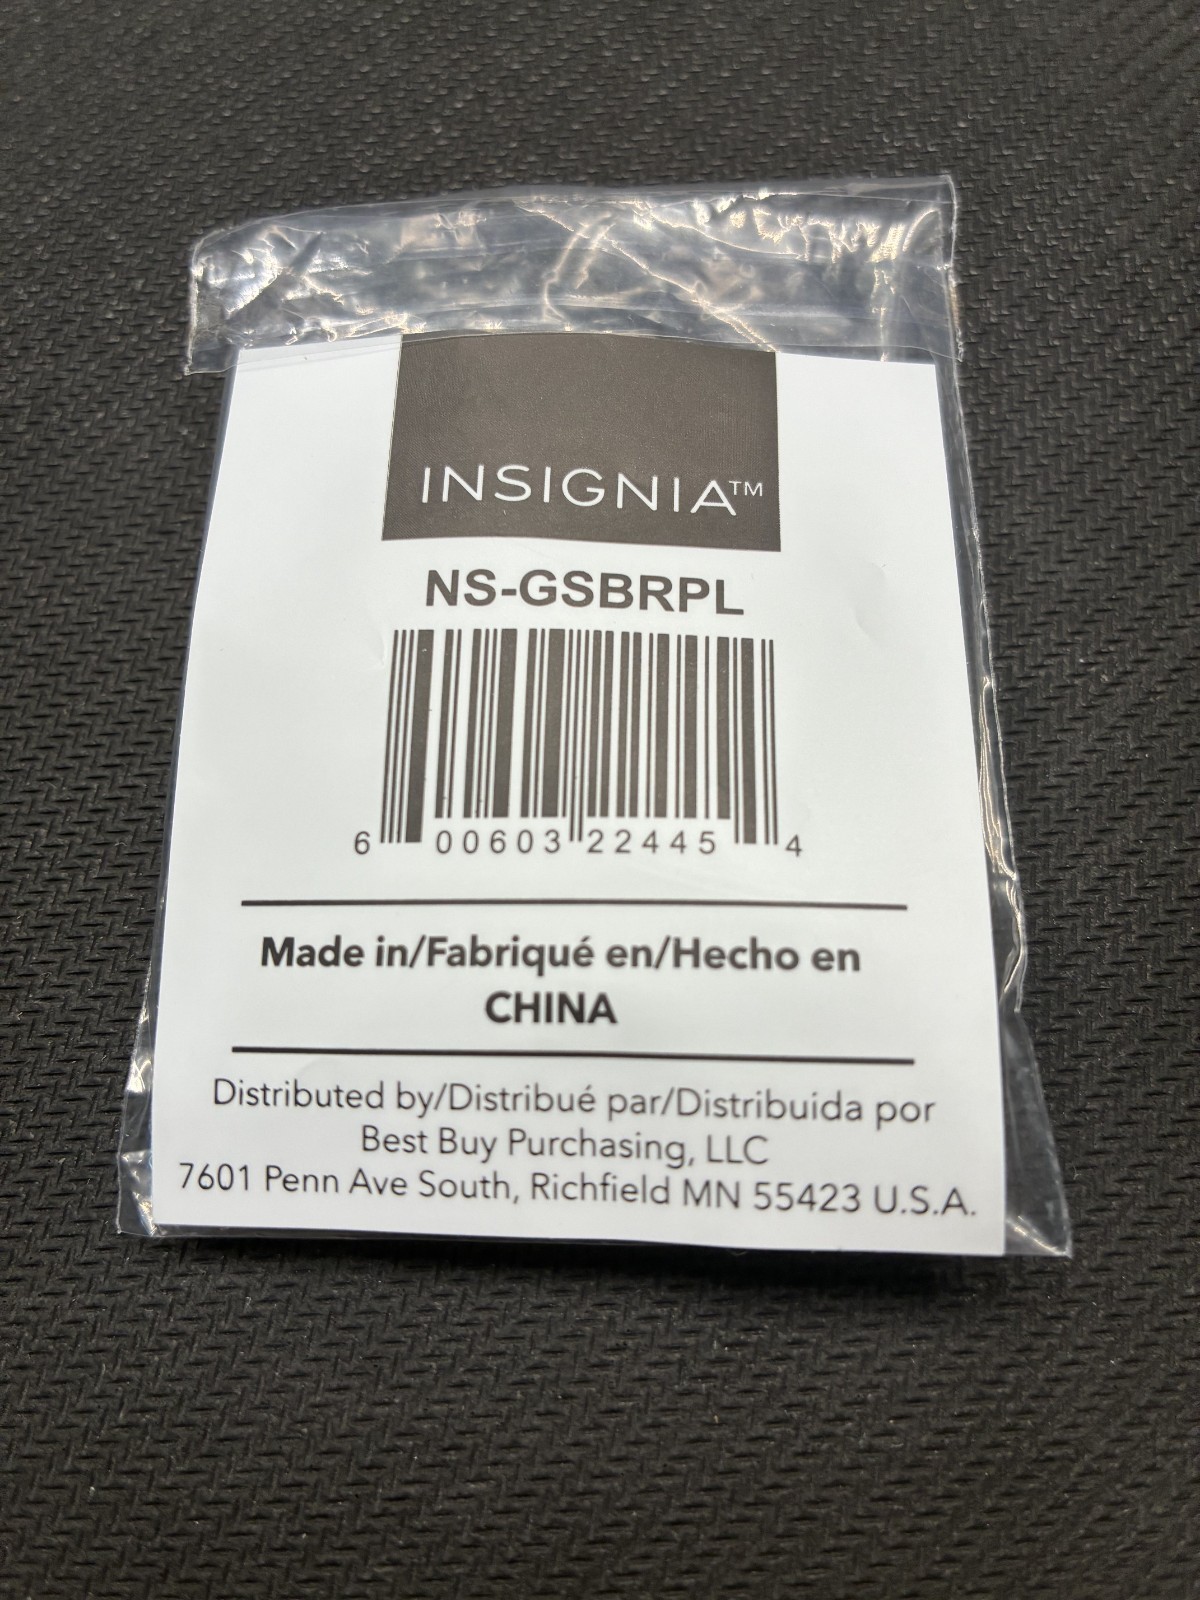 INSIGNIA™
NS-GSBRPL
6 00603 22445 4
Made in/Fabriqué en/Hecho en
CHINA
Distributed by/Distribué par/Distribuida por
Best Buy Purchasing, LLC
7601 Penn Ave South, Richfield MN 55423 U.S.A.